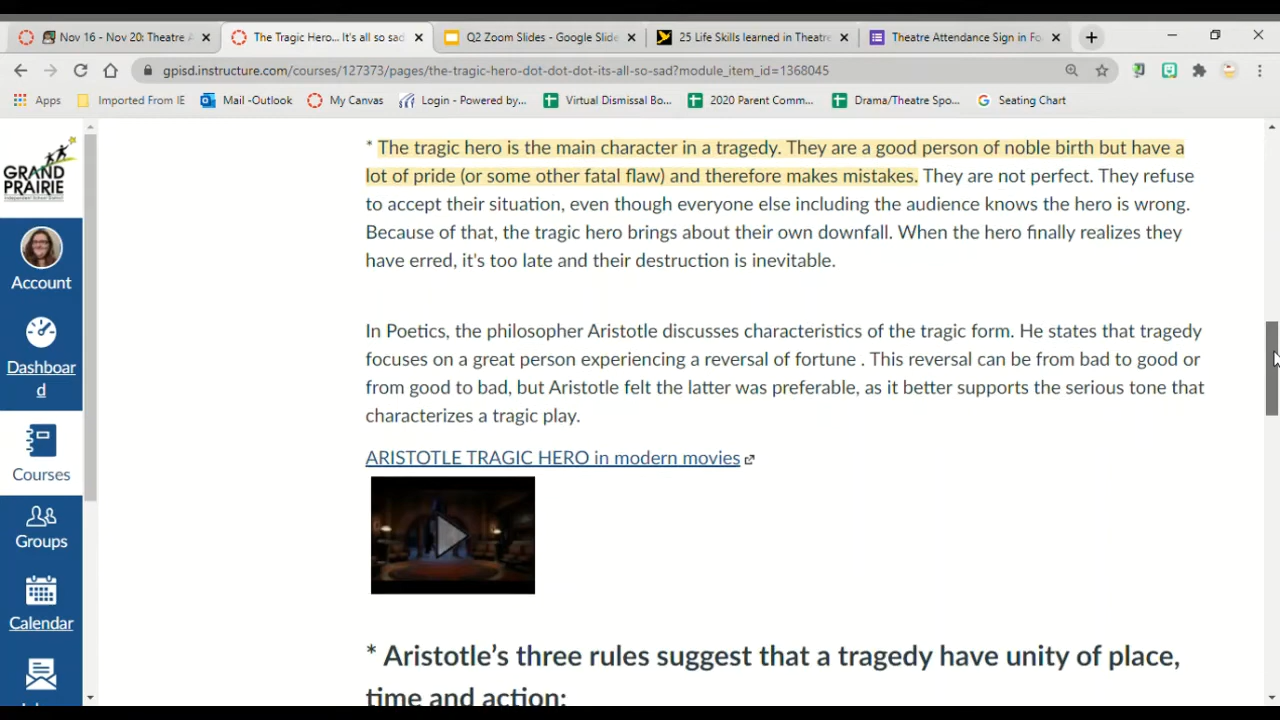 Nov 16 - Nov 20: Theatre A
The Tragic Hero... It's all so sad
Q2 Zoom Slides - Google Slide
25 Life Skills learned in Theatre
Theatre Attendance Sign in Fo
gpisd.instructure.com/courses/127373/pages/the-tragic-hero-dot-dot-dot-its-all-so-sad?module_item_id=1368045
Apps Imported From IE Mail -Outlook My Canvas Login - Powered by... Virtual Dismissal Bo... 2020 Parent Comm... Drama/Theatre Spo... Seating Chart
GRAND
PRAIRIE
Account
Dashboar
d
Courses
Groups
Calendar
* The tragic hero is the main character in a tragedy. They are a good person of noble birth but have a
lot of pride (or some other fatal flaw) and therefore makes mistakes. They are not perfect. They refuse
to accept their situation, even though everyone else including the audience knows the hero is wrong.
Because of that, the tragic hero brings about their own downfall. When the hero finally realizes they
have erred, it's too late and their destruction is inevitable.
In Poetics, the philosopher Aristotle discusses characteristics of the tragic form. He states that tragedy
focuses on a great person experiencing a reversal of fortune . This reversal can be from bad to good or
from good to bad, but Aristotle felt the latter was preferable, as it better supports the serious tone that
characterizes a tragic play.
ARISTOTLE TRAGIC HERO in modern movies
* Aristotle's three rules suggest that a tragedy have unity of place,
time and action: